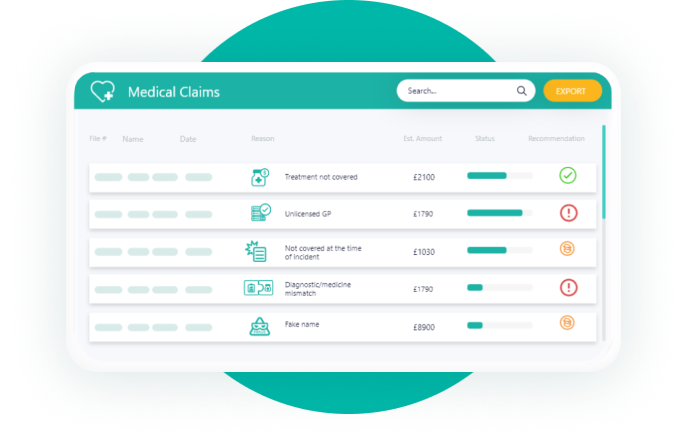 Medical Claims
Search...
EXPORT
File # Name Date Reason Est. Amount Status Recommendation
Treatment not covered £2100
Unlicensed GP £1790
Not covered at the time
of incident £1030
Diagnostic/medicine
mismatch £1790
Fake name £8900